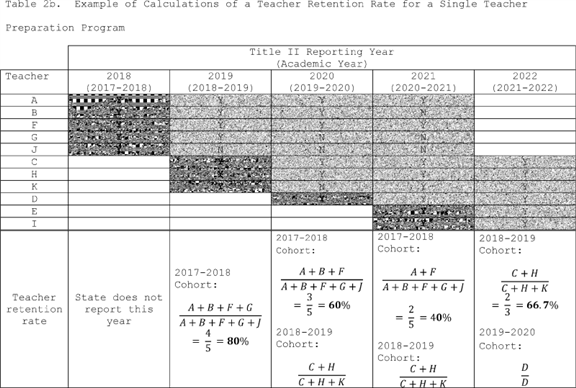 Table 2b. Example of Calculations of a Teacher Retention Rate for a Single Teacher
Preparation Program
Title II Reporting Year
(Academic Year)
Teacher 2018 2019 2020 2021 2022
(2017-2018) (2018-2019) (2019-2020) (2020-2021) (2021-2022)
A Y Y Y Y
B Y Y Y N
F Y Y Y Y
G Y Y N N
J Y N N N
C Y Y Y Y
H Y Y Y Y
K Y N
D Y Y Y
E Y Y
I Y Y
Teacher
retention
rate
State does not
report this
year
2017-2018
Cohort:
A + B + F + G
A + B + F + G + J
= 4/5 = 80%
2017-2018
Cohort:
A + B + F
A + B + F + G + J
= 3/5 = 60%
2018-2019
Cohort:
C + H
C + H + K
2017-2018
Cohort:
A + F
A + B + F + G + J
= 2/5 = 40%
2018-2019
Cohort:
C + H
C + H + K
2018-2019
Cohort:
C + H
C + H + K
= 2/3 = 66.7%
2019-2020
Cohort:
D
D